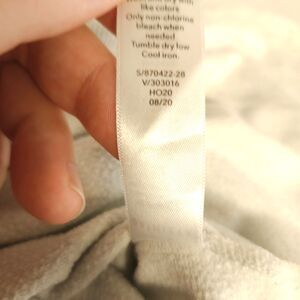 like colors
Only non-chlorine
bleach when
needed
Tumble dry low
Cool iron.
S/870422-28
V/303016
HO20
08/20